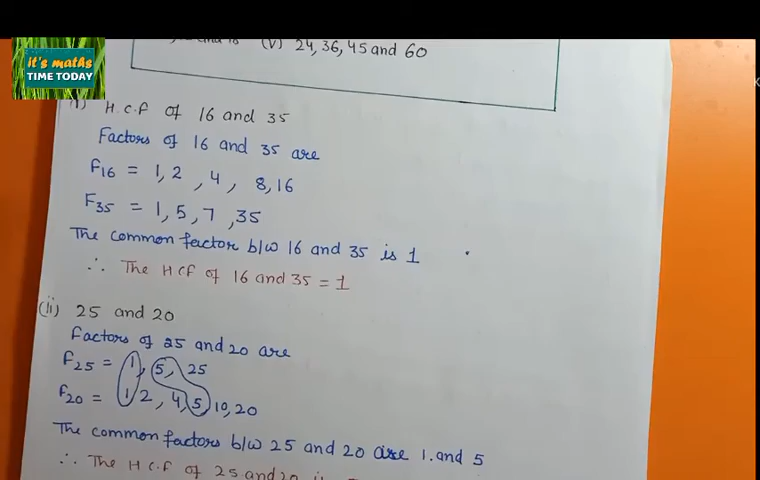 it's maths
TIME TODAY
and 18 (V) 24, 36, 45 and 60
(i) H.C.F of 16 and 35
Factors of 16 and 35 are
F16 = 1, 2, 4, 8, 16
F35 = 1, 5, 7, 35
The common factor b/w 16 and 35 is 1
∴ The HCF of 16 and 35 = 1
(ii) 25 and 20
Factors of 25 and 20 are
F25 = 1, 5, 25
F20 = 1, 2, 4, 5, 10, 20
The common factors b/w 25 and 20 are 1 and 5
∴ The H.C.F of 25 and 20 is